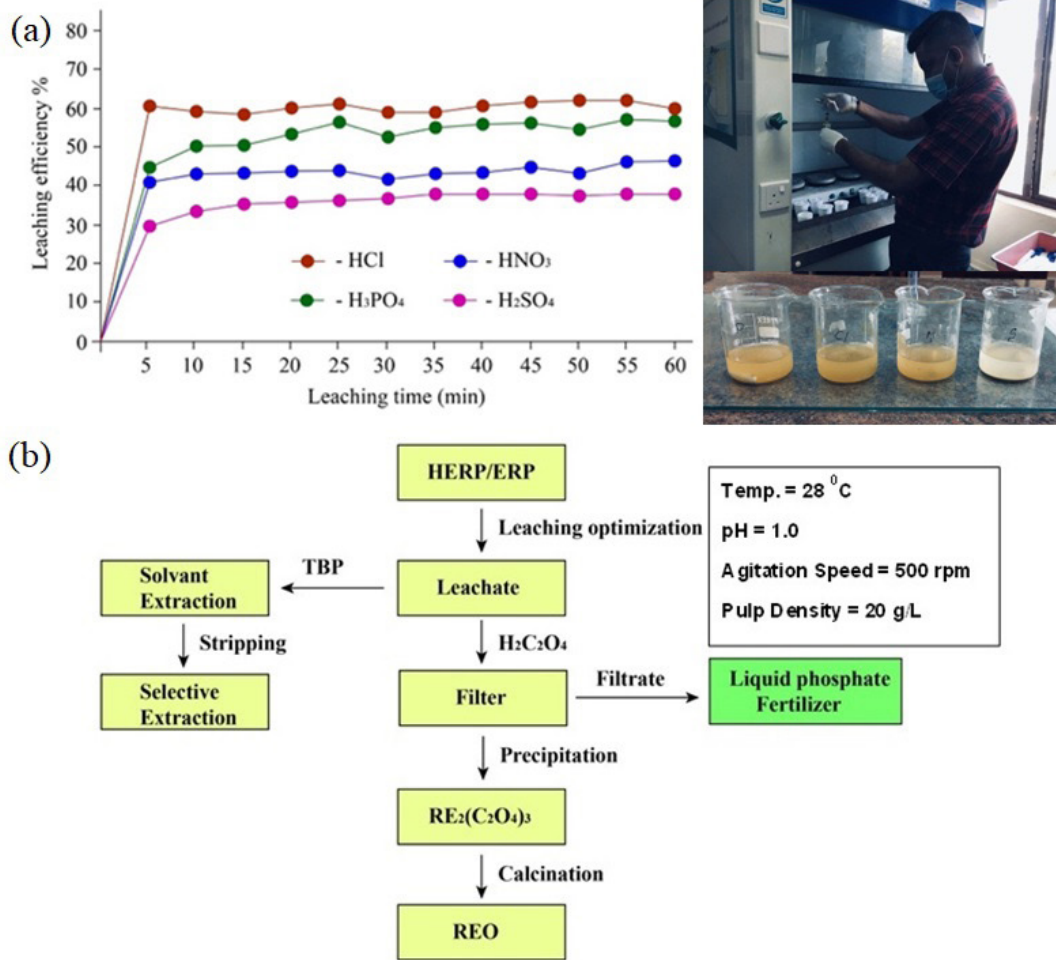 (a)
80
70
60
50
40
30
20
10
0
Leaching efficiency %
- HCl
- HNO₃
- H₃PO₄
- H₂SO₄
5 10 15 20 25 30 35 40 45 50 55 60
Leaching time (min)
(b)
HERP/ERP
Leaching optimization
Temp. = 28 ⁰C
pH = 1.0
Agitation Speed = 500 rpm
Pulp Density = 20 g/L
TBP
Solvant
Extraction
Leachate
Stripping
H₂C₂O₄
Selective
Extraction
Filter
Filtrate
Liquid phosphate
Fertilizer
Precipitation
RE₂(C₂O₄)₃
Calcination
REO